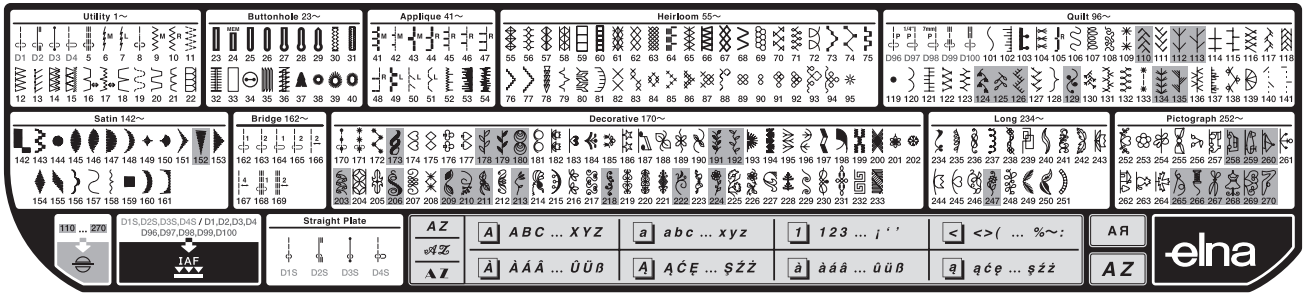 Utility 1~
D1 D2 D3 D4 5 6 7 8 9 10 11
12 13 14 15 16 17 18 19 20 21 22
Buttonhole 23~
MEM
23 24 25 26 27 28 29 30 31
32 33 34 35 36 37 38 39 40
Applique 41~
M M R
41 42 43 44 45 46 47
48 49 50 51 52 53 54
Heirloom 55~
55 56 57 58 59 60 61 62 63 64 65 66 67 68 69 70 71 72 73 74 75
76 77 78 79 80 81 82 83 84 85 86 87 88 89 90 91 92 93 94 95
Quilt 96~
1/4" 7mm
P P
D96 D97 D98 D99 D100 101 102 103 104 105 106 107 108 109 110 111 112 113 114 115 116 117 118
119 120 121 122 123 124 125 126 127 128 129 130 131 132 133 134 135 136 137 138 139 140 141
Satin 142~
142 143 144 145 146 147 148 149 150 151 152 153
154 155 156 157 158 159 160 161
Bridge 162~
162 163 164 165 166
167 168 169
Decorative 170~
170 171 172 173 174 175 176 177 178 179 180 181 182 183 184 185 186 187 188 189 190 191 192 193 194 195 196 197 198 199 200 201 202
203 204 205 206 207 208 209 210 211 212 213 214 215 216 217 218 219 220 221 222 223 224 225 226 227 228 229 230 231 232 233
Long 234~
234 235 236 237 238 239 240 241 242 243
244 245 246 247 248 249 250 251
Pictograph 252~
252 253 254 255 256 257 258 259 260 261
262 263 264 265 266 267 268 269 270
110 ... 270
D1S,D2S,D3S,D4S / D1,D2,D3,D4
D96,D97,D98,D99,D100
IAF
Straight Plate
D1S D2S D3S D4S
AZ
AZ
AZ
A ABC ... XYZ
a abc ... xyz
1 123 ... ¡ ‘ ’
< <>( ... %~:
À ÀÁÂ ... ÛÜß
Ą ĄĆĘ ... ŞŹŻ
à àáâ ... ûüß
ą ąćę ... şźż
АЯ
AZ
elna